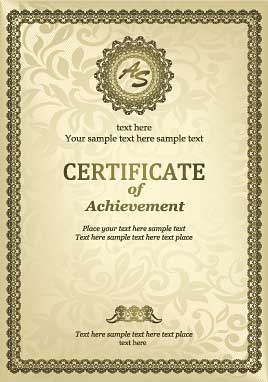 AS
text here
Your sample text here sample text
CERTIFICATE
of
Achievement
Place your text here sample text
Text here sample text here text place
Text here sample text here text place
text here